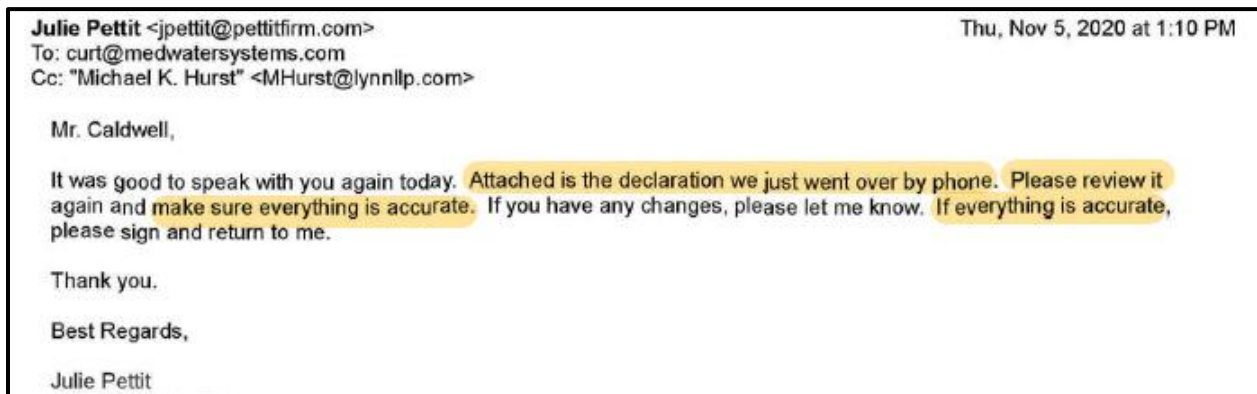 Julie Pettit <jpettit@pettitfirm.com> Thu, Nov 5, 2020 at 1:10 PM
To: curt@medwatersystems.com
Cc: "Michael K. Hurst" <MHurst@lynnllp.com>
Mr. Caldwell,
It was good to speak with you again today. Attached is the declaration we just went over by phone. Please review it
again and make sure everything is accurate. If you have any changes, please let me know. If everything is accurate,
please sign and return to me.
Thank you.
Best Regards,
Julie Pettit